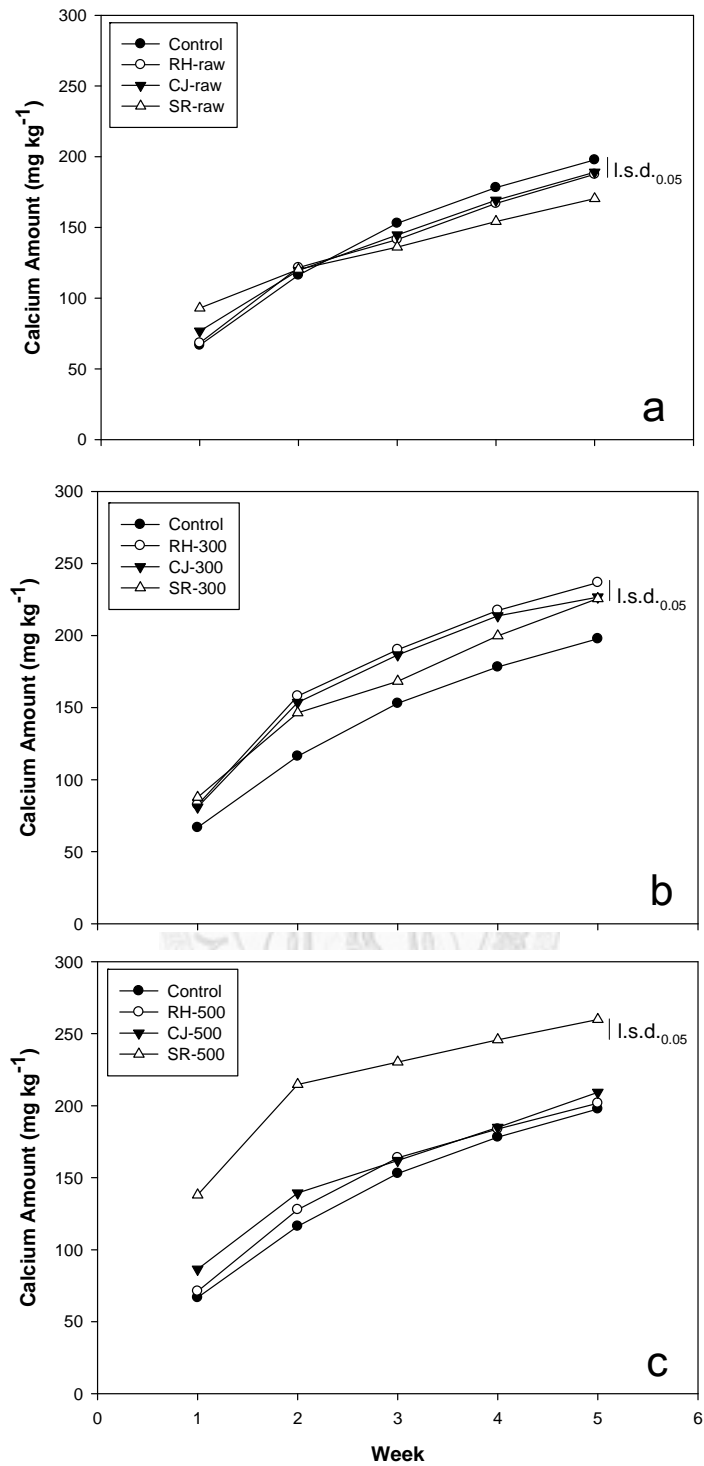 300
250
200
150
100
50
0
Calcium Amount (mg kg-1)
Control
RH-raw
CJ-raw
SR-raw
l.s.d.0.05
a
300
250
200
150
100
50
0
Calcium Amount (mg kg-1)
Control
RH-300
CJ-300
SR-300
l.s.d.0.05
b
300
250
200
150
100
50
0
Calcium Amount (mg kg-1)
Control
RH-500
CJ-500
SR-500
l.s.d.0.05
c
0 1 2 3 4 5 6
Week